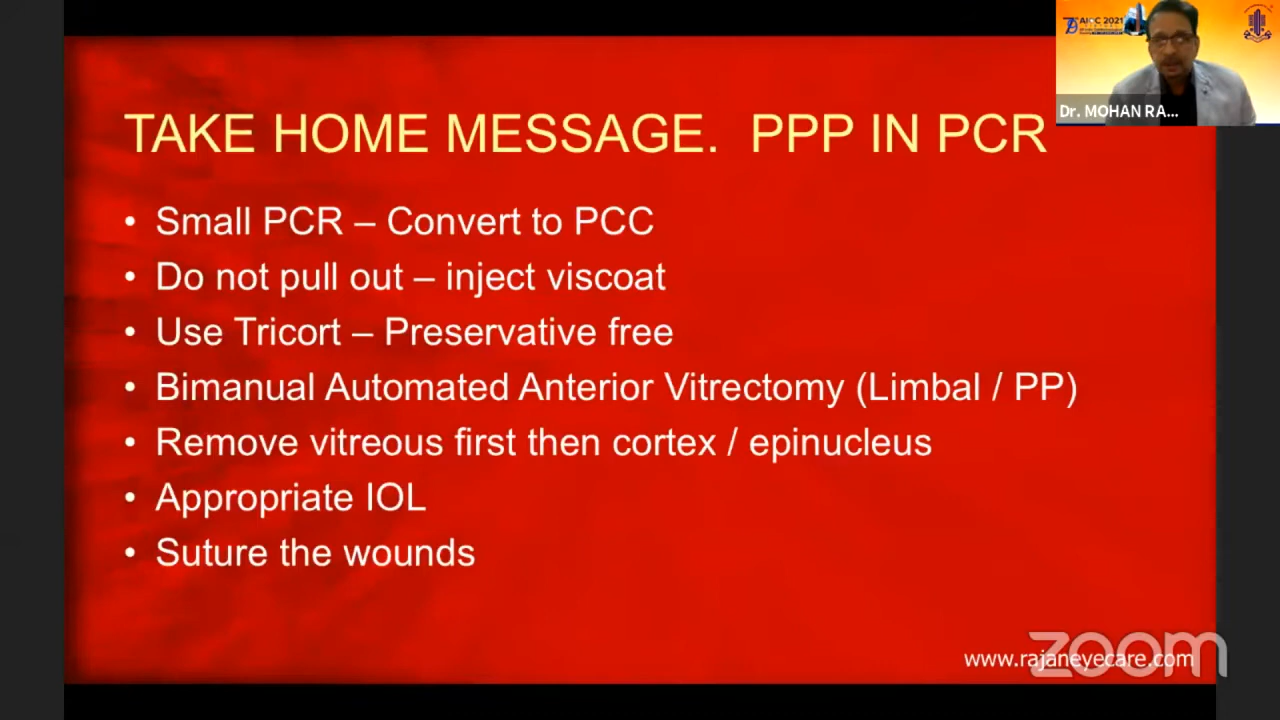 AIOC 2021
Dr. MOHAN RA...
TAKE HOME MESSAGE. PPP IN PCR
• Small PCR – Convert to PCC
• Do not pull out – inject viscoat
• Use Tricort – Preservative free
• Bimanual Automated Anterior Vitrectomy (Limbal / PP)
• Remove vitreous first then cortex / epinucleus
• Appropriate IOL
• Suture the wounds
www.rajaneyecare.com
zoom